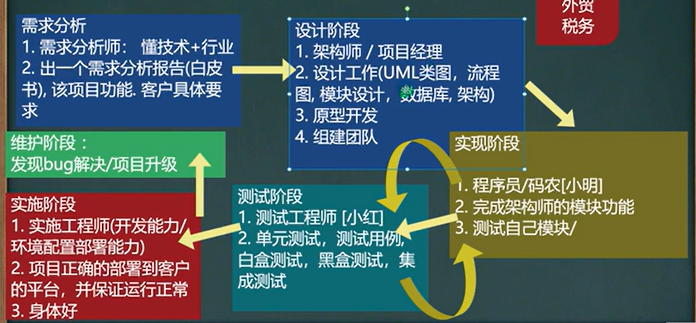 外贸
税务
需求分析
1. 需求分析师： 懂技术+行业
2. 出一个需求分析报告(白皮
书), 该项目功能. 客户具体要
求
设计阶段
1. 架构师 / 项目经理
2. 设计工作(UML类图，流程
图, 模块设计，数据库, 架构)
3. 原型开发
4. 组建团队
实现阶段
1. 程序员/码农[小明]
2. 完成架构师的模块功能
3. 测试自己模块/
测试阶段
1. 测试工程师 [小红]
2. 单元测试，测试用例,
白盒测试，黑盒测试，集
成测试
实施阶段
1. 实施工程师(开发能力/
环境配置部署能力)
2. 项目正确的部署到客户
的平台，并保证运行正常
3. 身体好
维护阶段：
发现bug解决/项目升级